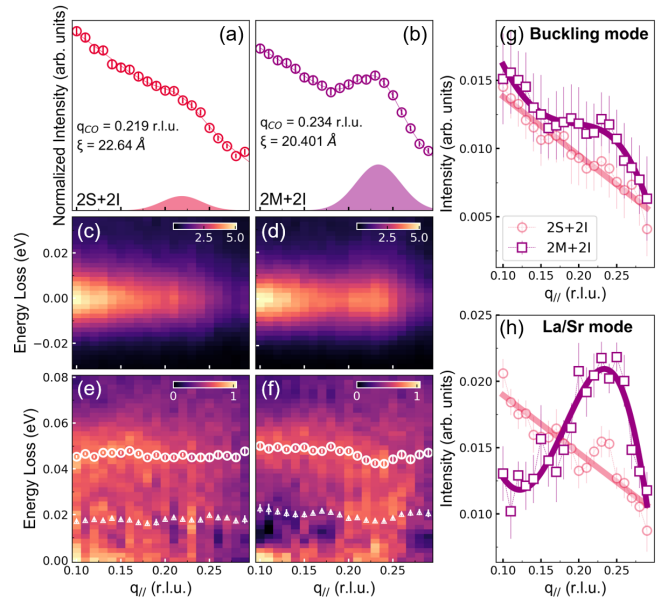 (a)
Normalized Intensity (arb. units)
qCO = 0.219 r.l.u.
ξ = 22.64 Å
2S+2I
(b)
qCO = 0.234 r.l.u.
ξ = 20.401 Å
2M+2I
(c)
2.5 5.0
Energy Loss (eV)
0.02
0.00
−0.02
(d)
2.5 5.0
(e)
0 1
Energy Loss (eV)
0.08
0.06
0.04
0.02
0.00
0.10 0.15 0.20 0.25
q// (r.l.u.)
(f)
0 1
0.10 0.15 0.20 0.25
q// (r.l.u.)
(g) Buckling mode
Intensity (arb. units)
0.015
0.010
0.005
2S+2I
2M+2I
0.10 0.15 0.20 0.25
q// (r.l.u.)
(h) La/Sr mode
Intensity (arb. units)
0.025
0.020
0.015
0.010
0.10 0.15 0.20 0.25
q// (r.l.u.)